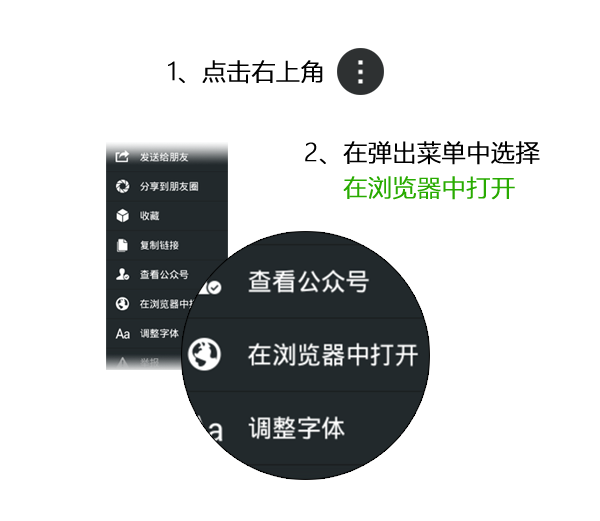 1、点击右上角
2、在弹出菜单中选择
在浏览器中打开
发送给朋友
分享到朋友圈
收藏
复制链接
查看公众号
在浏览器中打
Aa 调整字体
举报
查看公众号
在浏览器中打开
a 调整字体